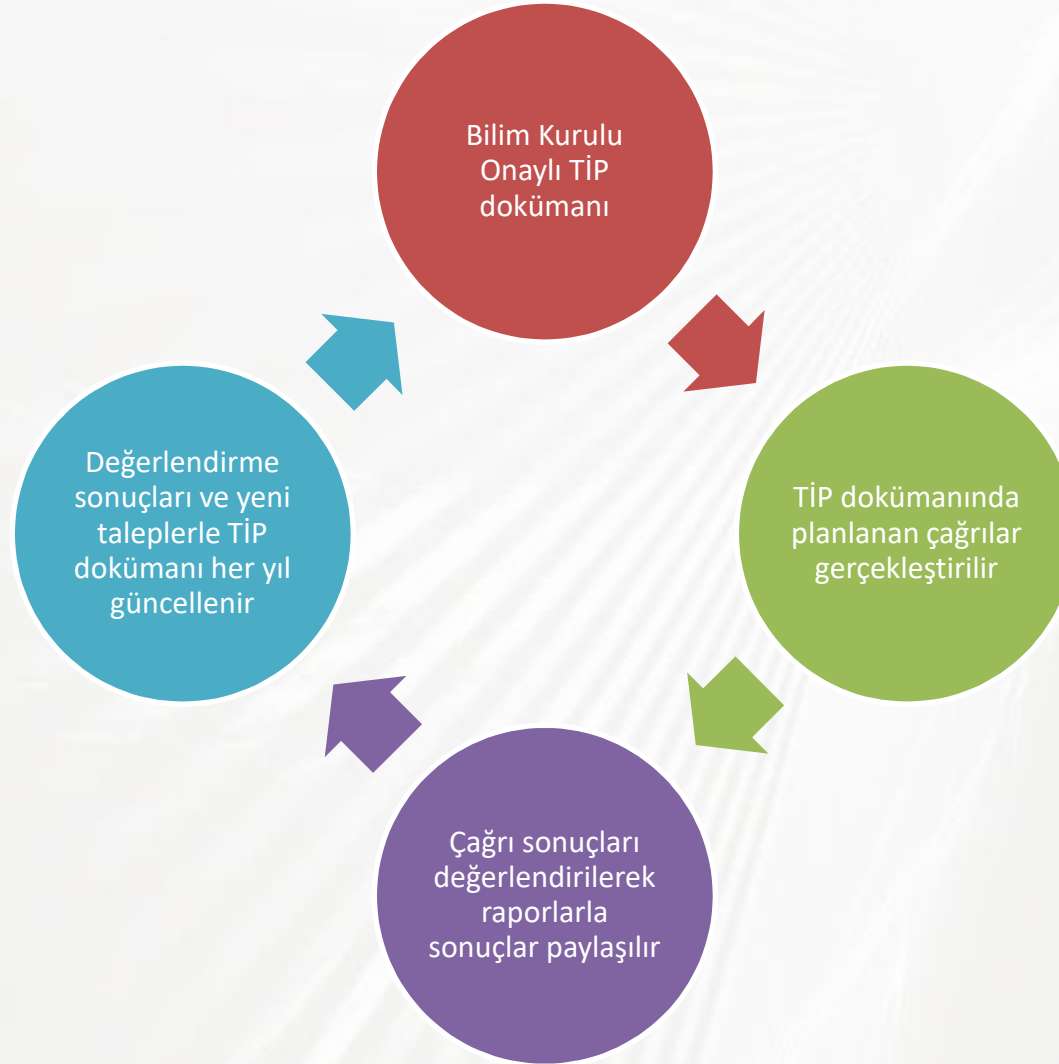 Bilim Kurulu
Onaylı TİP
dokümanı
TİP dokümanında
planlanan çağrılar
gerçekleştirilir
Çağrı sonuçları
değerlendirilerek
raporlarla
sonuçlar paylaşılır
Değerlendirme
sonuçları ve yeni
taleplerle TİP
dokümanı her yıl
güncellenir